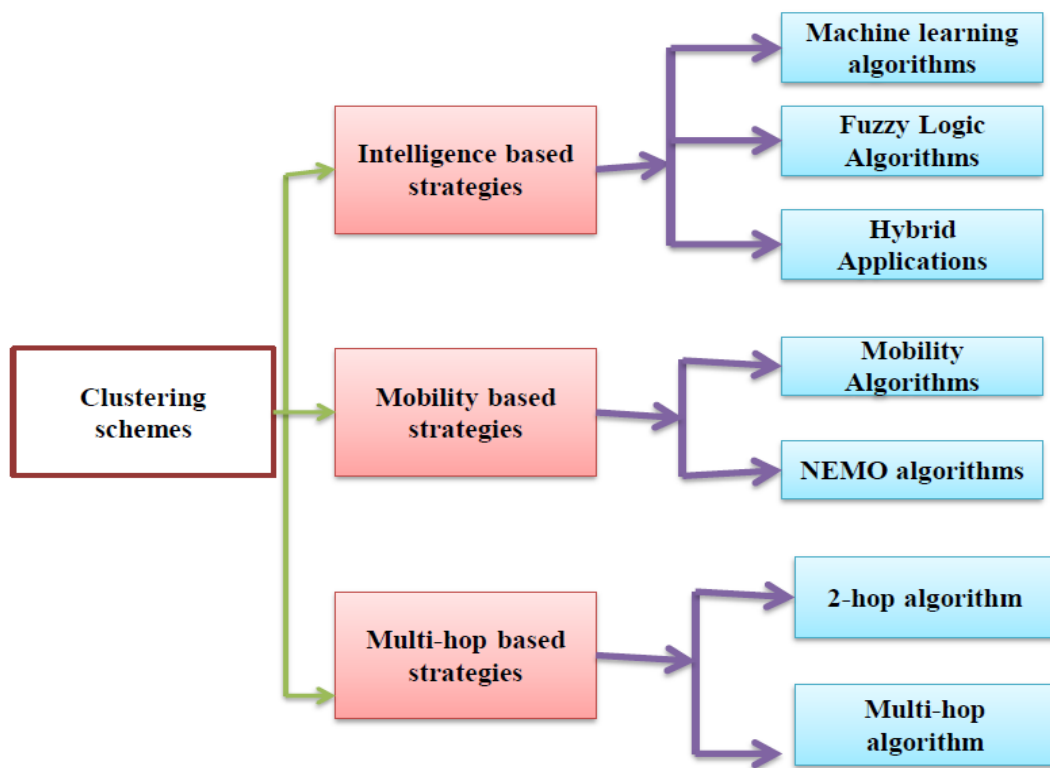 Machine learning
algorithms
Intelligence based
strategies
Fuzzy Logic
Algorithms
Hybrid
Applications
Clustering
schemes
Mobility based
strategies
Mobility
Algorithms
NEMO algorithms
Multi-hop based
strategies
2-hop algorithm
Multi-hop
algorithm